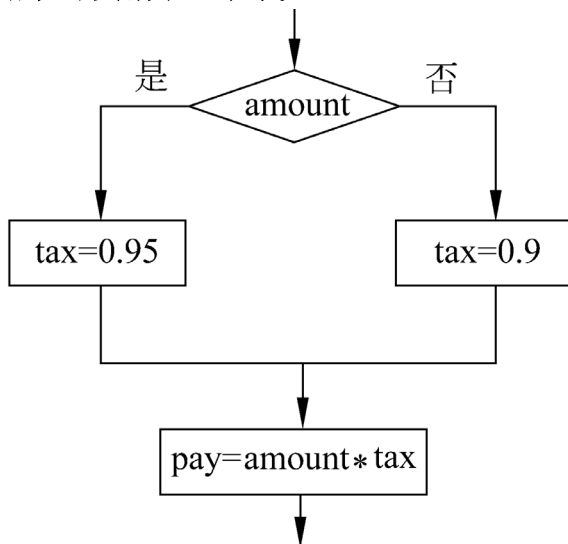 是
否
amount
tax=0.95
tax=0.9
pay=amount*tax